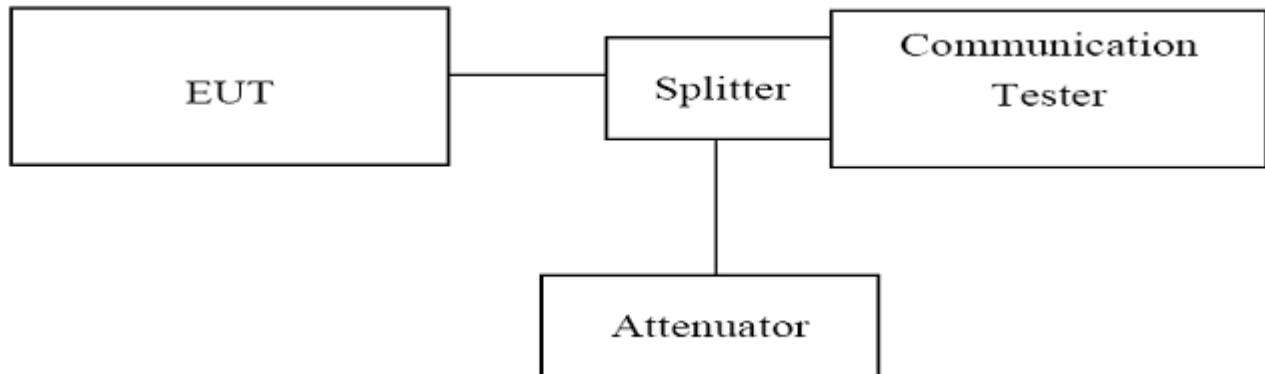 EUT
Splitter
Communication
Tester
Attenuator